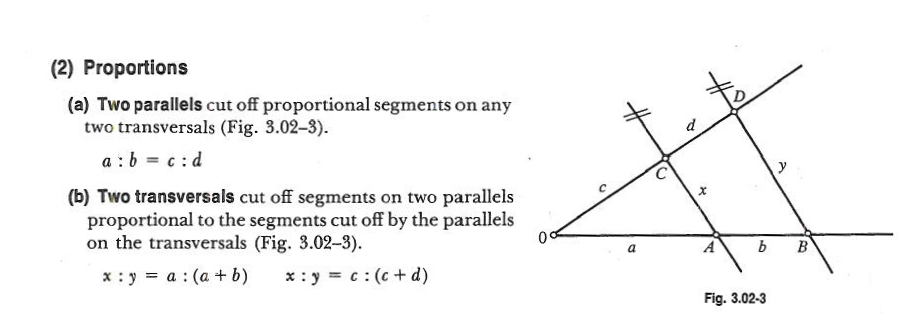 (2) Proportions
(a) Two parallels cut off proportional segments on any
two transversals (Fig. 3.02–3).
a : b = c : d
(b) Two transversals cut off segments on two parallels
proportional to the segments cut off by the parallels
on the transversals (Fig. 3.02–3).
x : y = a : (a + b) x : y = c : (c + d)
D
d
C
c
x
y
0
a
A
b
B
Fig. 3.02-3